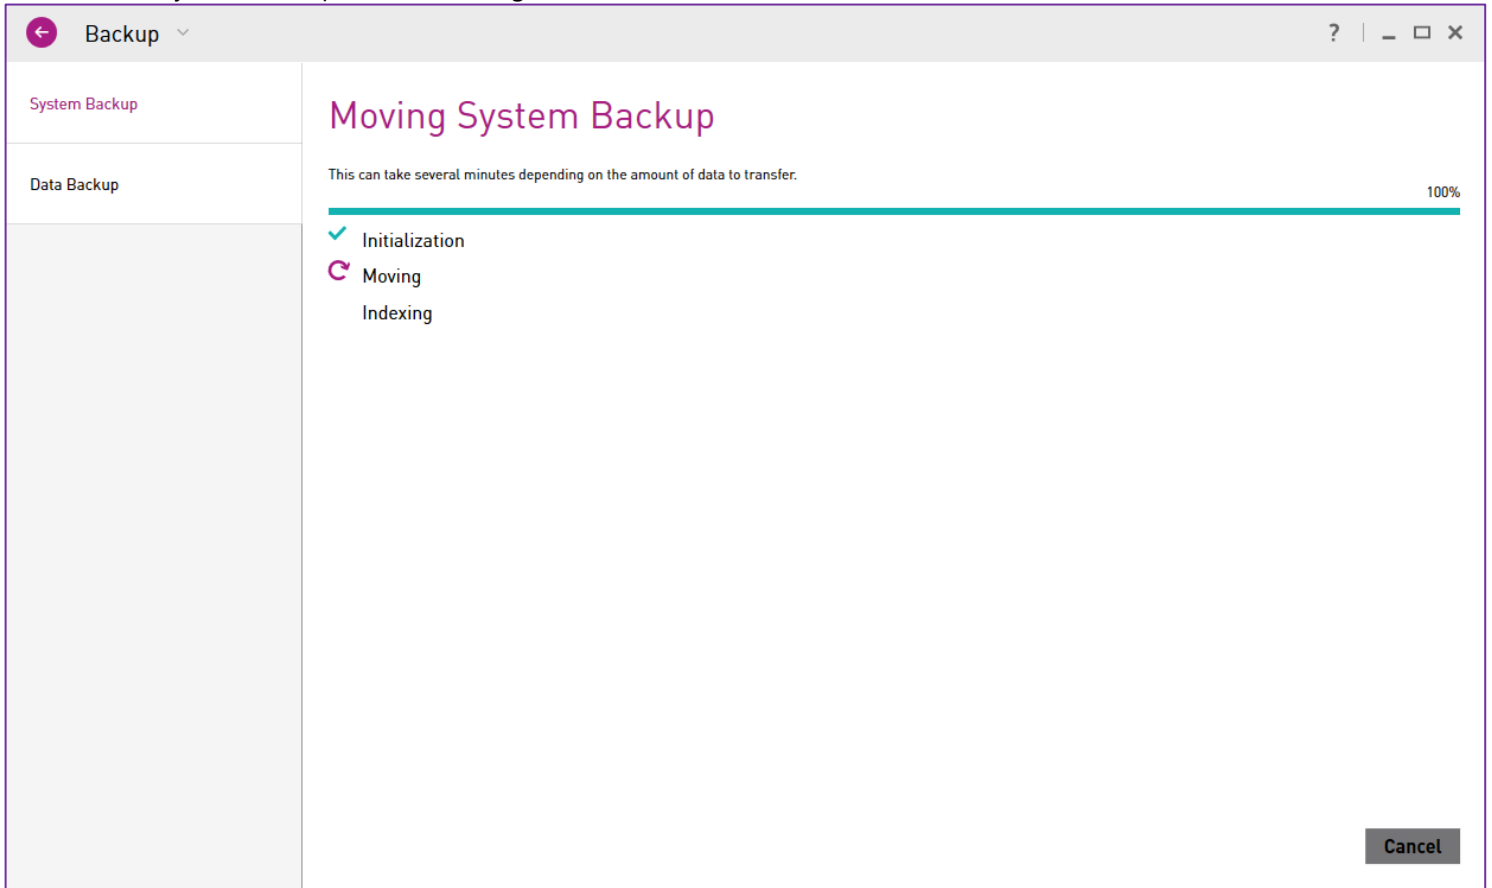 Backup
?
System Backup
Data Backup
Moving System Backup
This can take several minutes depending on the amount of data to transfer.
100%
Initialization
Moving
Indexing
Cancel